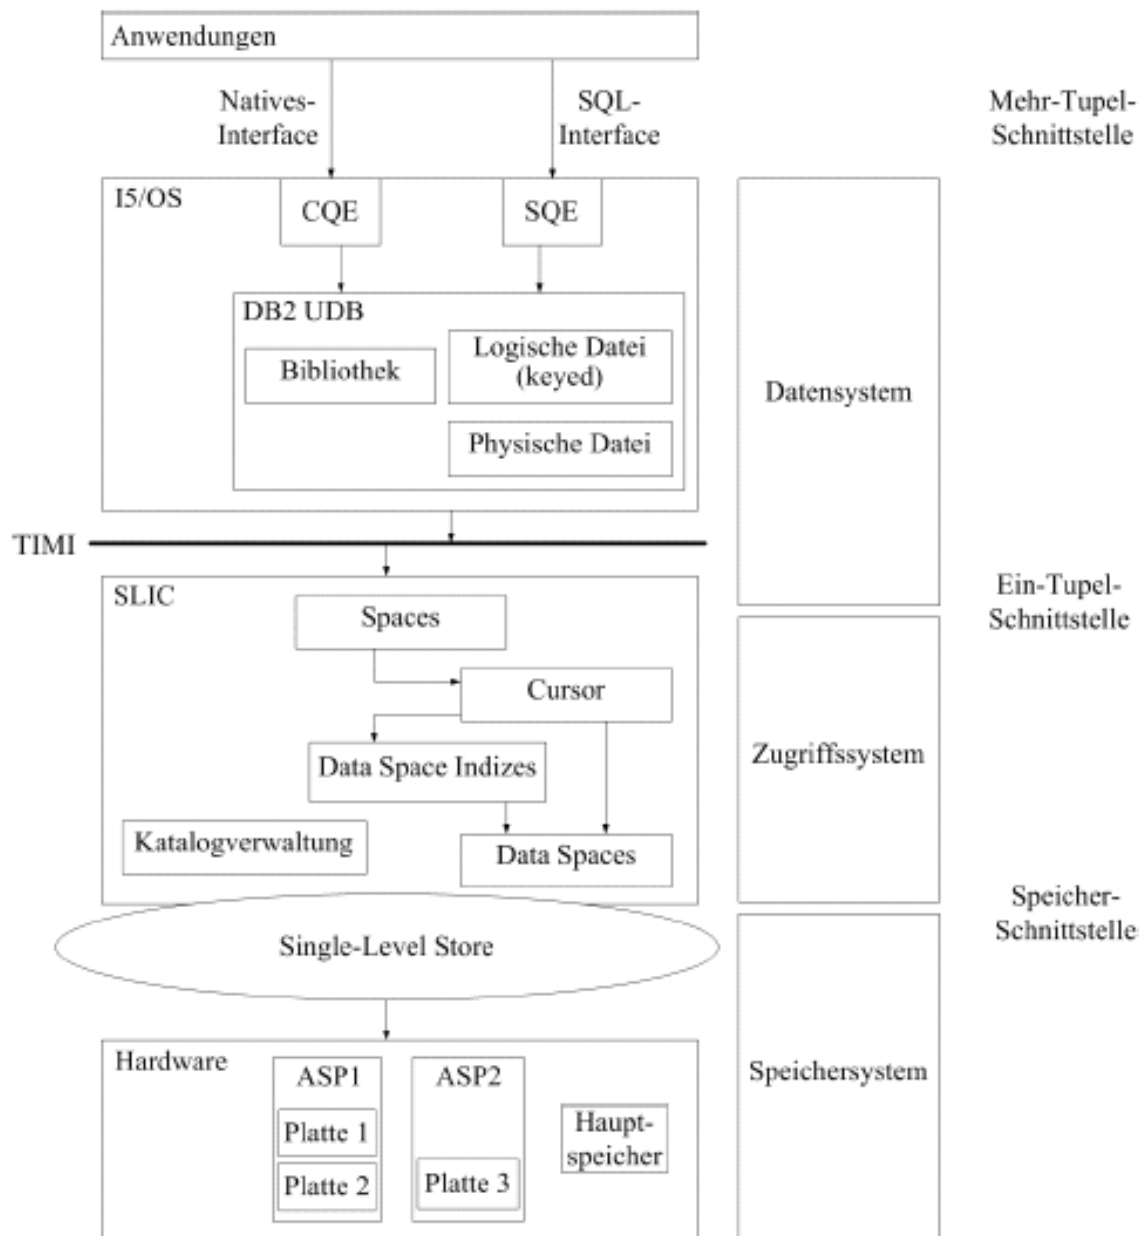 Anwendungen
Natives-
Interface
SQL-
Interface
Mehr-Tupel-
Schnittstelle
I5/OS
CQE
SQE
DB2 UDB
Bibliothek
Logische Datei
(keyed)
Physische Datei
Datensystem
TIMI
Ein-Tupel-
Schnittstelle
SLIC
Spaces
Cursor
Data Space Indizes
Katalogverwaltung
Data Spaces
Zugriffssystem
Speicher-
Schnittstelle
Single-Level Store
Hardware
ASP1
Platte 1
Platte 2
ASP2
Platte 3
Haupt-
speicher
Speichersystem